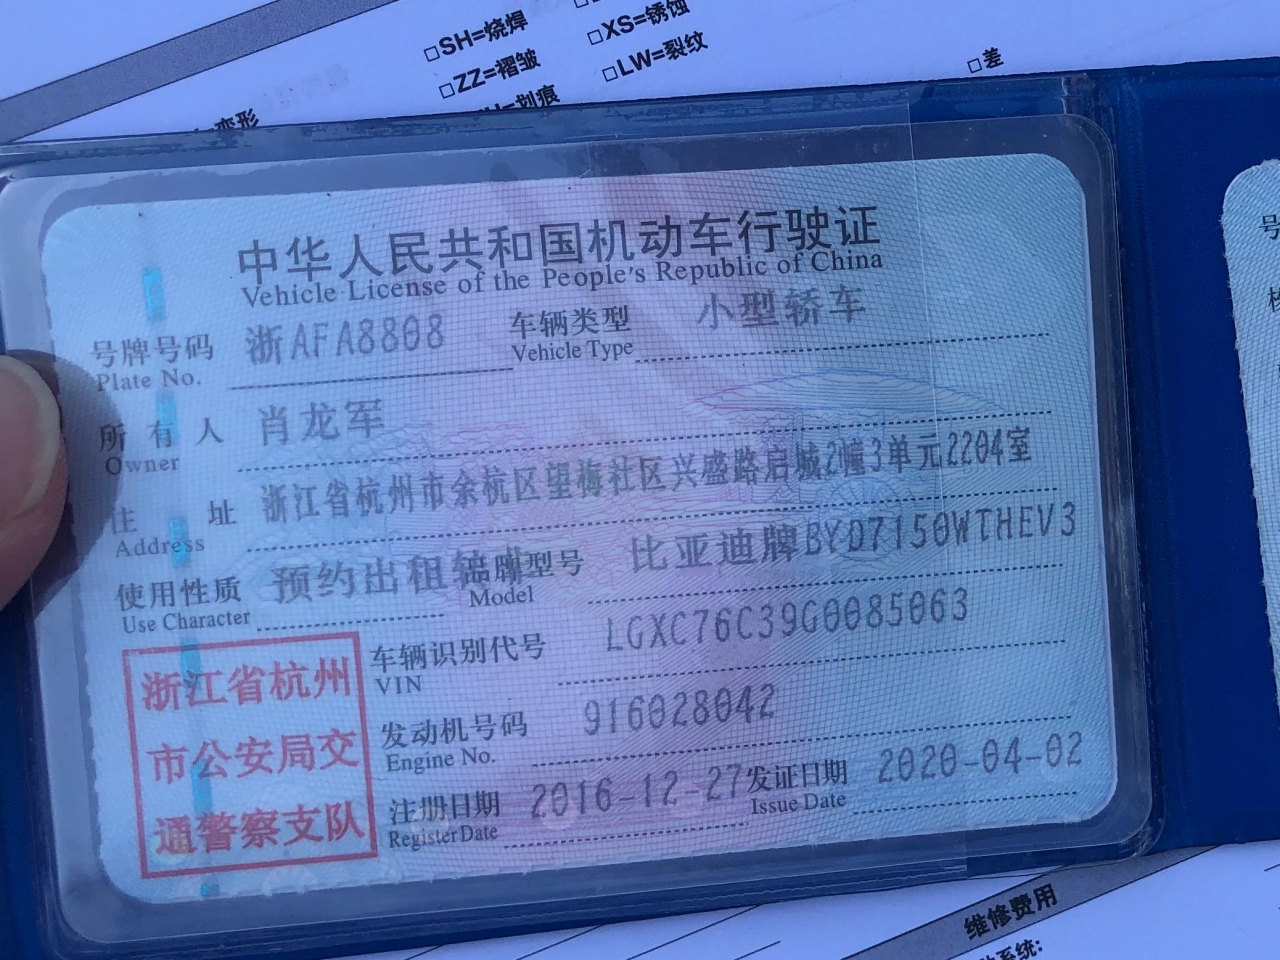 □SH=烧焊
□XS=锈蚀
□ZZ=褶皱
□LW=裂纹
□差
=划痕
变形
中华人民共和国机动车行驶证
Vehicle License of the People's Republic of China
号牌号码 浙AFA8808 车辆类型 小型轿车
Plate No. Vehicle Type
所有人 肖龙军
Owner
住址 浙江省杭州市余杭区望梅社区兴盛路启城2幢3单元2204室
Address
使用性质 预约出租 品牌型号 比亚迪牌BYD7150WTHEV3
Use Character Model
车辆识别代号 LGXC76C39G0085063
VIN
发动机号码 916028042
Engine No.
注册日期 2016-12-27 发证日期 2020-04-02
Register Date Issue Date
浙江省杭州
市公安局交
通警察支队
号
维修费用
系统: